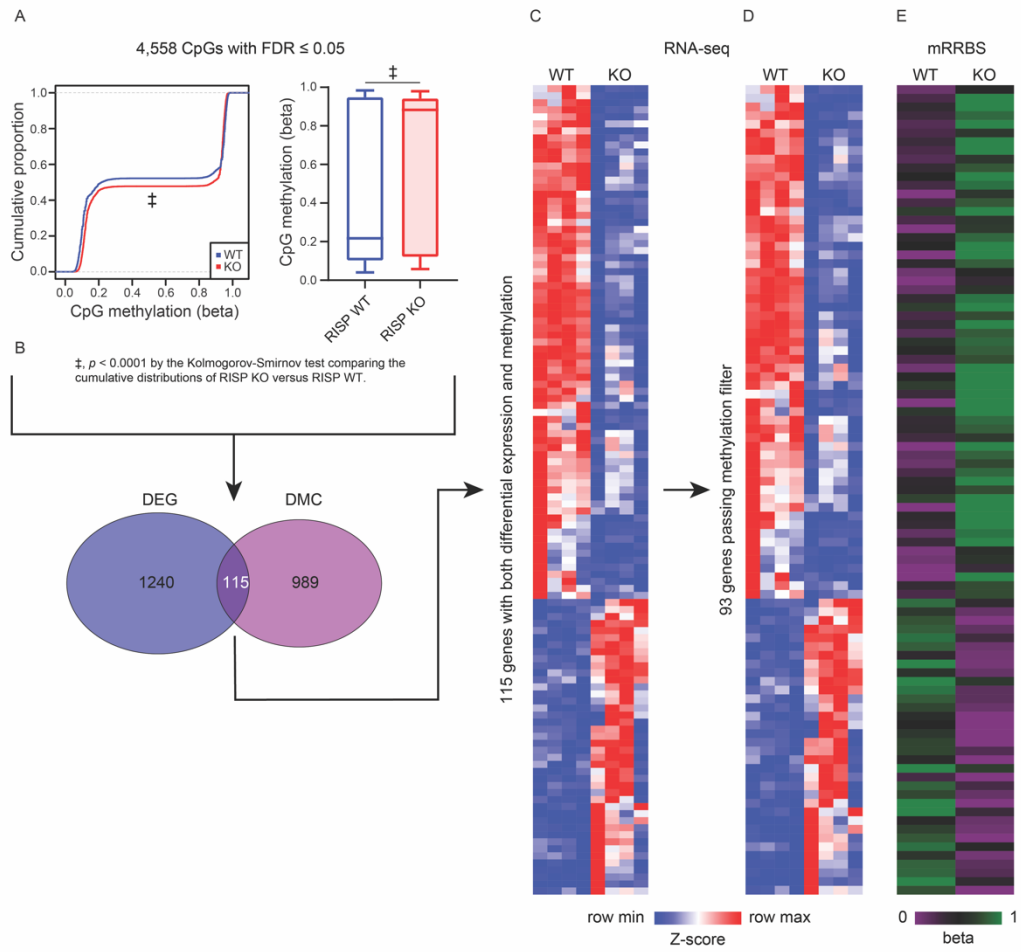 A
4,558 CpGs with FDR ≤ 0.05
Cumulative proportion
1.0
0.8
0.6
0.4
0.2
0.0
‡
WT
KO
0.0 0.2 0.4 0.6 0.8 1.0
CpG methylation (beta)
CpG methylation (beta)
1.0
0.8
0.6
0.4
0.2
0.0
‡
RISP WT
RISP KO
B
‡, p < 0.0001 by the Kolmogorov-Smirnov test comparing the
cumulative distributions of RISP KO versus RISP WT.
DEG DMC
1240 115 989
C D E
RNA-seq mRRBS
WT KO WT KO WT KO
115 genes with both differential expression and methylation
93 genes passing methylation filter
row min row max
Z-score
0 1
beta